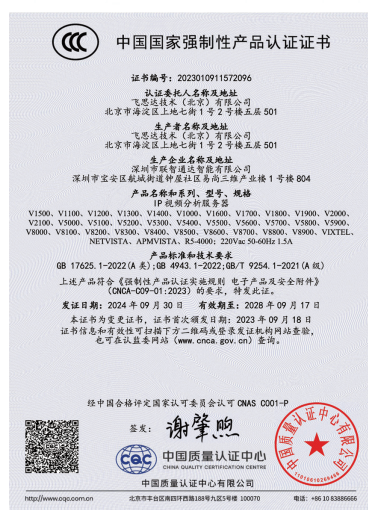 CCC
中国国家强制性产品认证证书
证书编号：2023010911572096
认证委托人名称及地址
飞思达技术（北京）有限公司
北京市海淀区上地七街1号2号楼五层501
生产者名称及地址
飞思达技术（北京）有限公司
北京市海淀区上地七街1号2号楼五层501
生产企业名称及地址
深圳市联智通达智能有限公司
深圳市宝安区航城街道钟屋社区易尚三维产业楼1号楼804
产品名称和系列、型号、规格
IP视频分析服务器
V1500、V1100、V1200、V1300、V1400、V1000、V1600、V1700、V1800、V1900、V2000、
V2100、V5000、V5100、V5200、V5300、V5400、V5500、V5600、V5700、V5800、V5900、
V8000、V8100、V8200、V8300、V8400、V8500、V8600、V8700、V8800、V8900、VIXTEL、
NETVISTA、APMVISTA、R5-4000；220Vac 50-60Hz 1.5A
产品标准和技术要求
GB 17625.1-2022(A类);GB 4943.1-2022;GB/T 9254.1-2021(A级)
上述产品符合《强制性产品认证实施规则 电子产品及安全附件》
（CNCA-C09-01:2023）的要求，特发此证。
发证日期：2024年09月30日 有效期至：2028年09月17日
本证书为变更证书，证书首次颁发日期：2023年09月18日
证书信息和有效性可扫描下方二维码或登录发证机构网站查验，
也可在认监委网站（www.cnca.gov.cn）查询。
经中国合格评定国家认可委员会认可 CNAS C001-P
签发：谢肇煦
CQC 中国质量认证中心
CHINA QUALITY CERTIFICATION CENTRE
中国质量认证中心有限公司
中国质量认证中心有限公司
http://www.cqc.com.cn 北京市丰台区南四环西路188号九区5号楼 100070 电话：+86 10 83886666